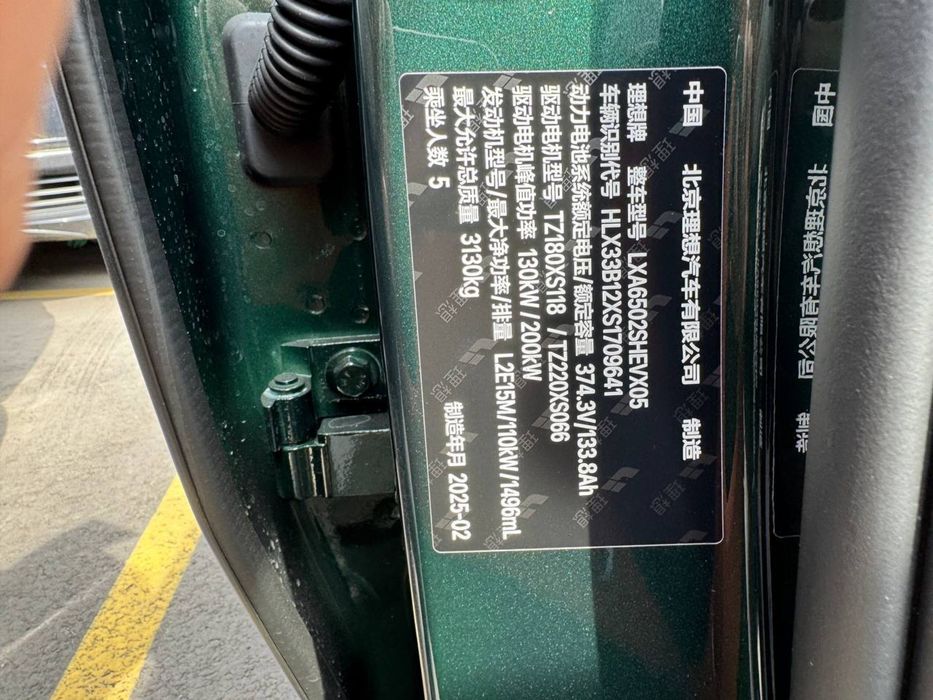 中国 北京理想汽车有限公司 制造
理想牌 整车型号 LXA6502SHEVX05
车辆识别代号 HLX33B12XS1709641
动力电池系统额定电压/额定容量 374.3V/133.8Ah
驱动电机型号 TZ180XS118 /TZ220XS066
驱动电机峰值功率 130kW/200kW
发动机型号/最大净功率/排量 L2E15M/110kW/1496mL
最大允许总质量 3130kg
乘坐人数 5 制造年月 2025-02